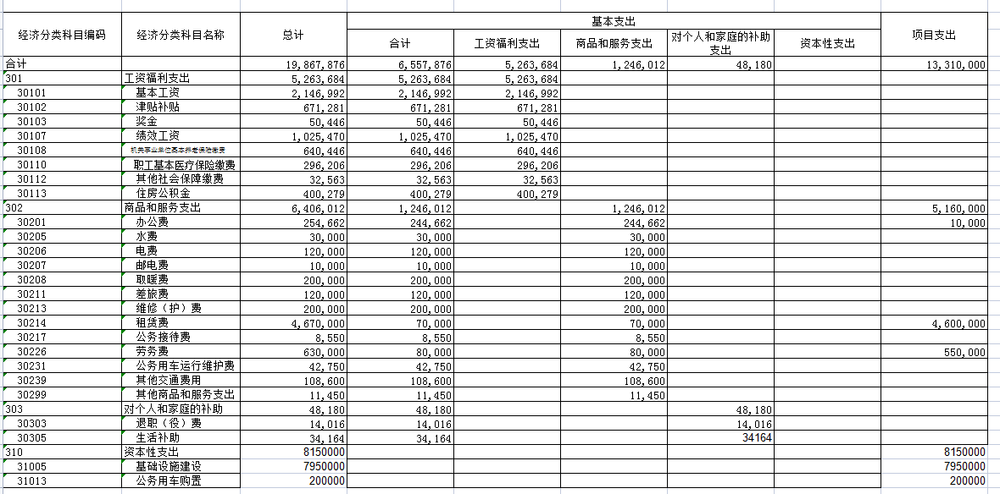 基本支出
经济分类科目编码 经济分类科目名称 总计 合计 工资福利支出 商品和服务支出 对个人和家庭的补助 资本性支出 项目支出
支出
合计 19,867,876 6,557,876 5,263,684 1,246,012 48,180 13,310,000
301 工资福利支出 5,263,684 5,263,684 5,263,684
30101 基本工资 2,146,992 2,146,992 2,146,992
30102 津贴补贴 671,281 671,281 671,281
30103 奖金 50,446 50,446 50,446
30107 绩效工资 1,025,470 1,025,470 1,025,470
30108 机关事业单位基本养老保险缴费 640,446 640,446 640,446
30110 职工基本医疗保险缴费 296,206 296,206 296,206
30112 其他社会保障缴费 32,563 32,563 32,563
30113 住房公积金 400,279 400,279 400,279
302 商品和服务支出 6,406,012 1,246,012 1,246,012 5,160,000
30201 办公费 254,662 244,662 244,662 10,000
30205 水费 30,000 30,000 30,000
30206 电费 120,000 120,000 120,000
30207 邮电费 10,000 10,000 10,000
30208 取暖费 200,000 200,000 200,000
30211 差旅费 120,000 120,000 120,000
30213 维修（护）费 200,000 200,000 200,000
30214 租赁费 4,670,000 70,000 70,000 4,600,000
30217 公务接待费 8,550 8,550 8,550
30226 劳务费 630,000 80,000 80,000 550,000
30231 公务用车运行维护费 42,750 42,750 42,750
30239 其他交通费用 108,600 108,600 108,600
30299 其他商品和服务支出 11,450 11,450 11,450
303 对个人和家庭的补助 48,180 48,180 48,180
30303 退职（役）费 14,016 14,016 14,016
30305 生活补助 34,164 34,164 34164
310 资本性支出 8150000 8150000
31005 基础设施建设 7950000 7950000
31013 公务用车购置 200000 200000